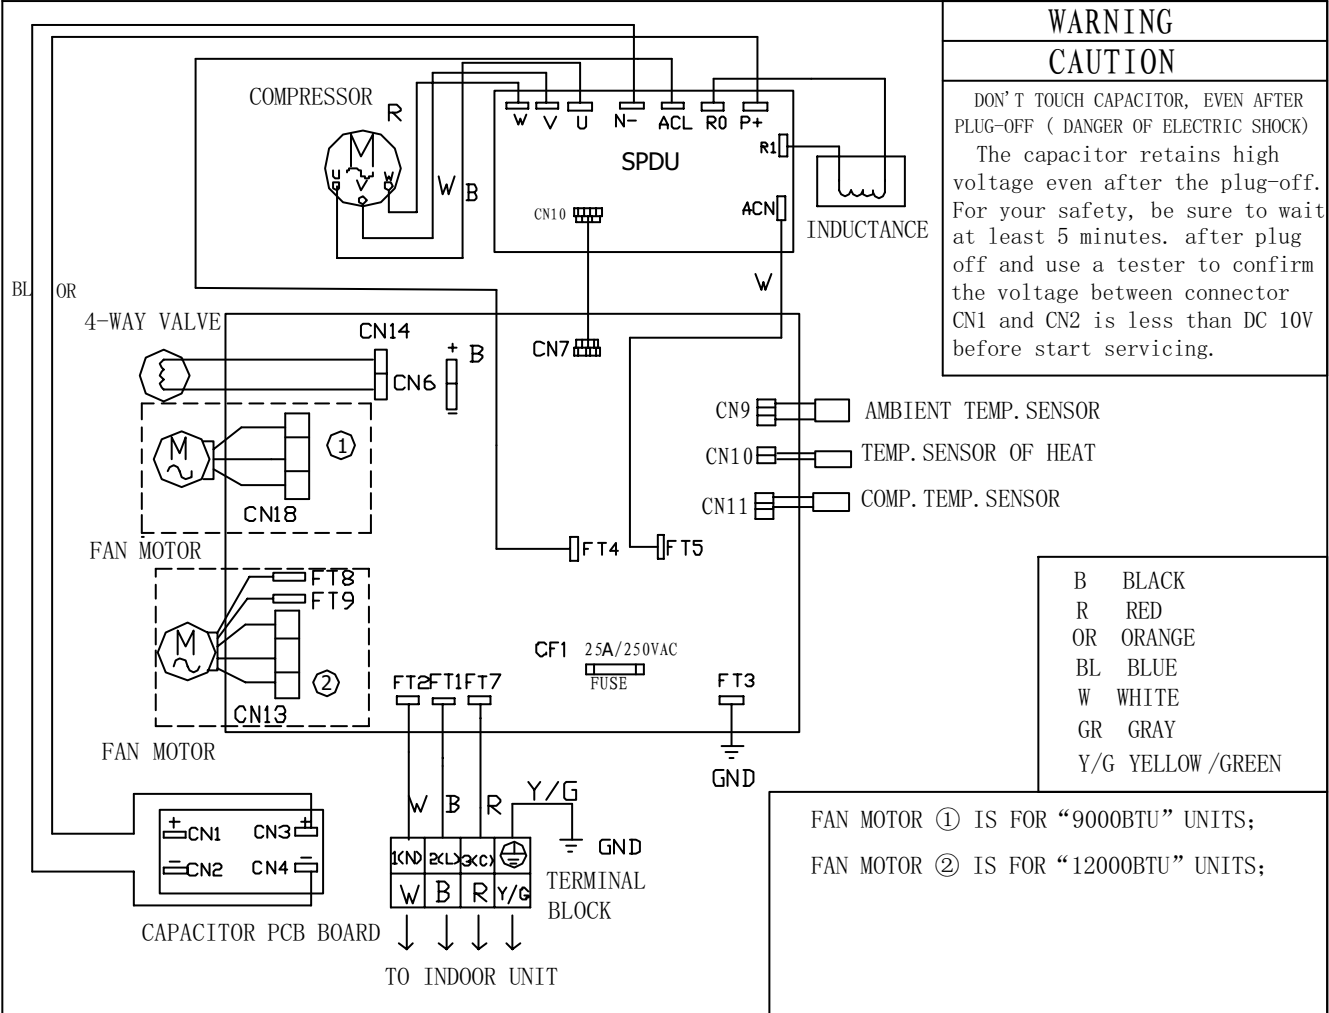 WARNING
CAUTION
DON'T TOUCH CAPACITOR, EVEN AFTER
PLUG-OFF ( DANGER OF ELECTRIC SHOCK)
The capacitor retains high
voltage even after the plug-off.
For your safety, be sure to wait
at least 5 minutes. after plug
off and use a tester to confirm
the voltage between connector
CN1 and CN2 is less than DC 10V
before start servicing.
COMPRESSOR
R
M
U V W
W B
W V U N- ACL R0 P+
SPDU
R1
ACN
CN10
INDUCTANCE
W
BL OR
4-WAY VALVE
CN14
CN6
+ B
-
CN7
M
1
CN18
FAN MOTOR
CN9 AMBIENT TEMP.SENSOR
CN10 TEMP.SENSOR OF HEAT
CN11 COMP.TEMP.SENSOR
FT4 FT5
FT8
FT9
M
2
CN13
FAN MOTOR
CF1 25A/250VAC
FUSE
FT2 FT1 FT7 FT3
GND
W B R Y/G
GND
1(N) 2(L) 3(C)
W B R Y/G
TERMINAL
BLOCK
TO INDOOR UNIT
+ CN1 CN3 +
- CN2 CN4 -
CAPACITOR PCB BOARD
B BLACK
R RED
OR ORANGE
BL BLUE
W WHITE
GR GRAY
Y/G YELLOW/GREEN
FAN MOTOR ① IS FOR “9000BTU” UNITS;
FAN MOTOR ② IS FOR “12000BTU” UNITS;